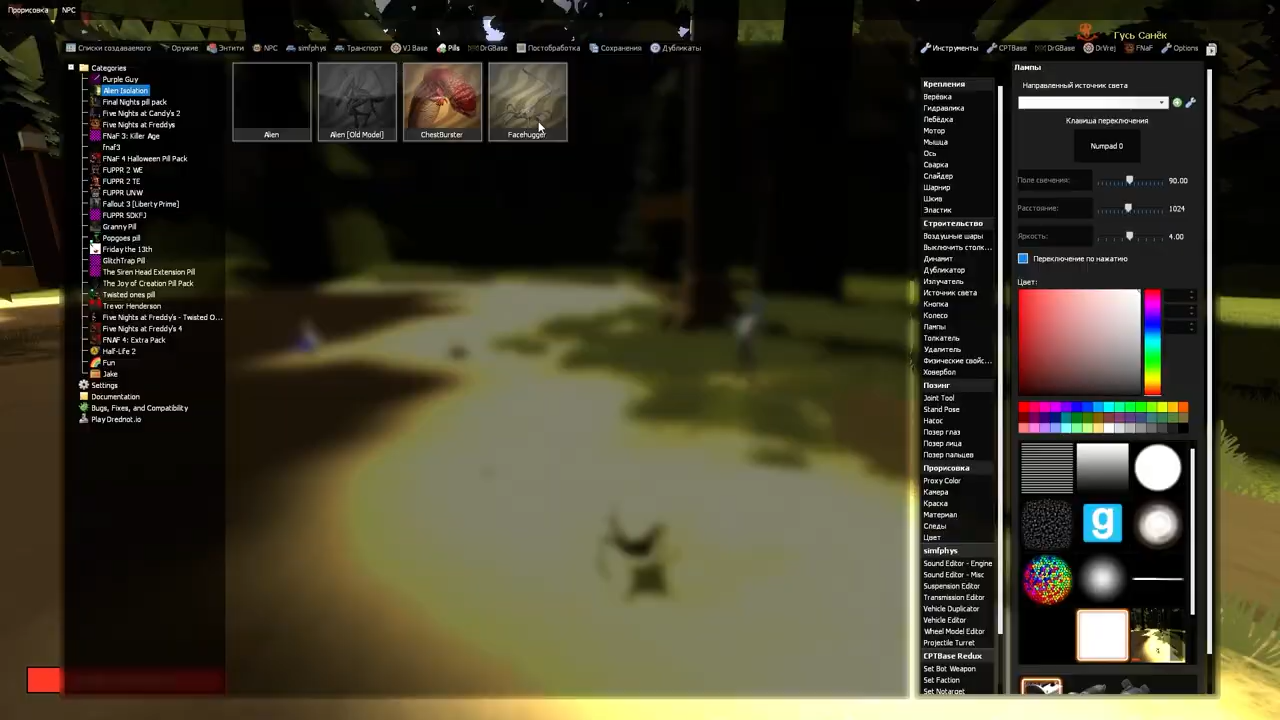 Прорисовка NPC
Гусь Санёк
Списки создаваемого Оружие Энтити NPC simfphys Транспорт VJ Base Pills DrGBase Постобработка Сохранения Дубликаты
Инструменты CPTBase DrGBase DrVrej FNaF Options
Categories
Purple Guy
Alien Isolation
Final Nights pill pack
Five Nights at Candy's 2
Five Nights at Freddys
FNaF 3: Killer Age
fnaf3
FNaF 4 Halloween Pill Pack
FUPPR 2 WE
FUPPR 2 TE
FUPPR UNW
Fallout 3 [Liberty Prime]
FUPPR SDKFJ
Granny Pill
Popgoes pill
Friday the 13th
GlitchTrap Pill
The Siren Head Extension Pill
The Joy of Creation Pill Pack
Twisted ones pill
Trevor Henderson
Five Nights at Freddy's - Twisted O...
Five Nights at Freddys 4
FNAF 4: Extra Pack
Half-Life 2
Fun
Jake
Settings
Documentation
Bugs, Fixes, and Compatibility
Play Drednot.io
Alien
Alien [Old Model]
ChestBurster
Facehugger
Крепления
Верёвка
Гидравлика
Лебёдка
Мотор
Мышца
Ось
Сварка
Слайдер
Шарнир
Шкив
Эластик
Строительство
Воздушные шары
Выключить столк...
Динамит
Дубликатор
Излучатель
Источник света
Кнопка
Колесо
Лампы
Толкатель
Удалитель
Физические свойс...
Ховербол
Позинг
Joint Tool
Stand Pose
Насос
Позер глаз
Позер лица
Позер пальцев
Прорисовка
Proxy Color
Камера
Краска
Материал
Следы
Цвет
simfphys
Sound Editor - Engine
Sound Editor - Misc
Suspension Editor
Transmission Editor
Vehicle Duplicator
Vehicle Editor
Wheel Model Editor
Projectile Turret
CPTBase Redux
Set Bot Weapon
Set Faction
Set Notarget
Лампы
Направленный источник света
Клавиша переключения
Numpad 0
Поле свечения: 90.00
Расстояние: 1024
Яркость: 4.00
Переключение по нажатию
Цвет:
g